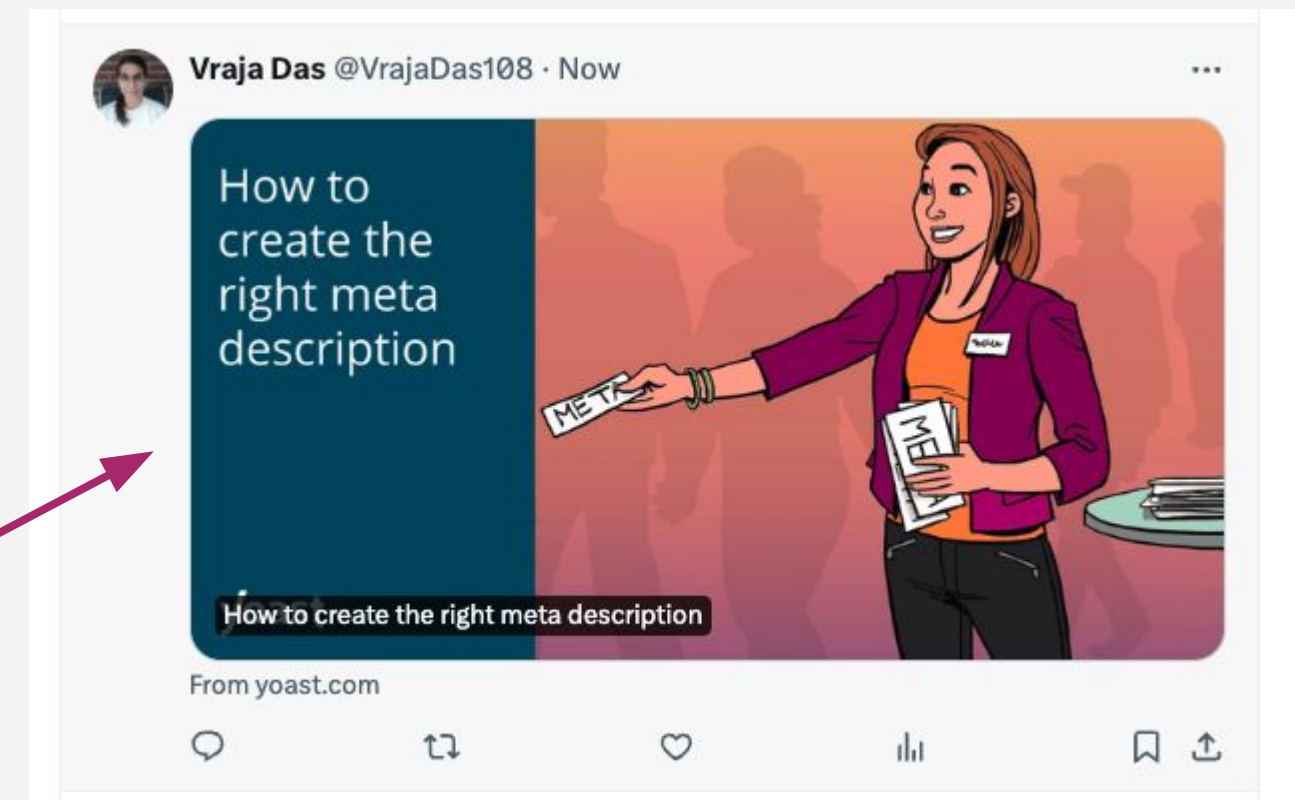 Vraja Das @VrajaDas108 · Now
How to
create the
right meta
description
META
How to create the right meta description
From yoast.com